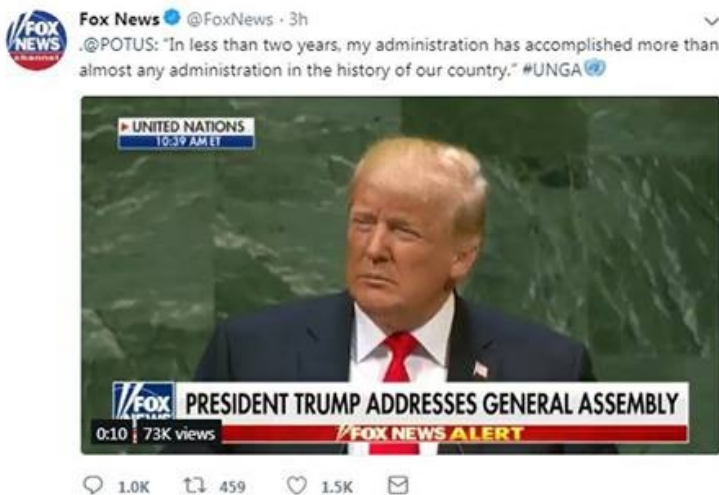 FOX
NEWS
channel
Fox News @FoxNews · 3h
.@POTUS: "In less than two years, my administration has accomplished more than
almost any administration in the history of our country." #UNGA
UNITED NATIONS
10:39 AM ET
FOX
NEWS
PRESIDENT TRUMP ADDRESSES GENERAL ASSEMBLY
FOX NEWS ALERT
0:10 73K views
1.0K 459 1.5K